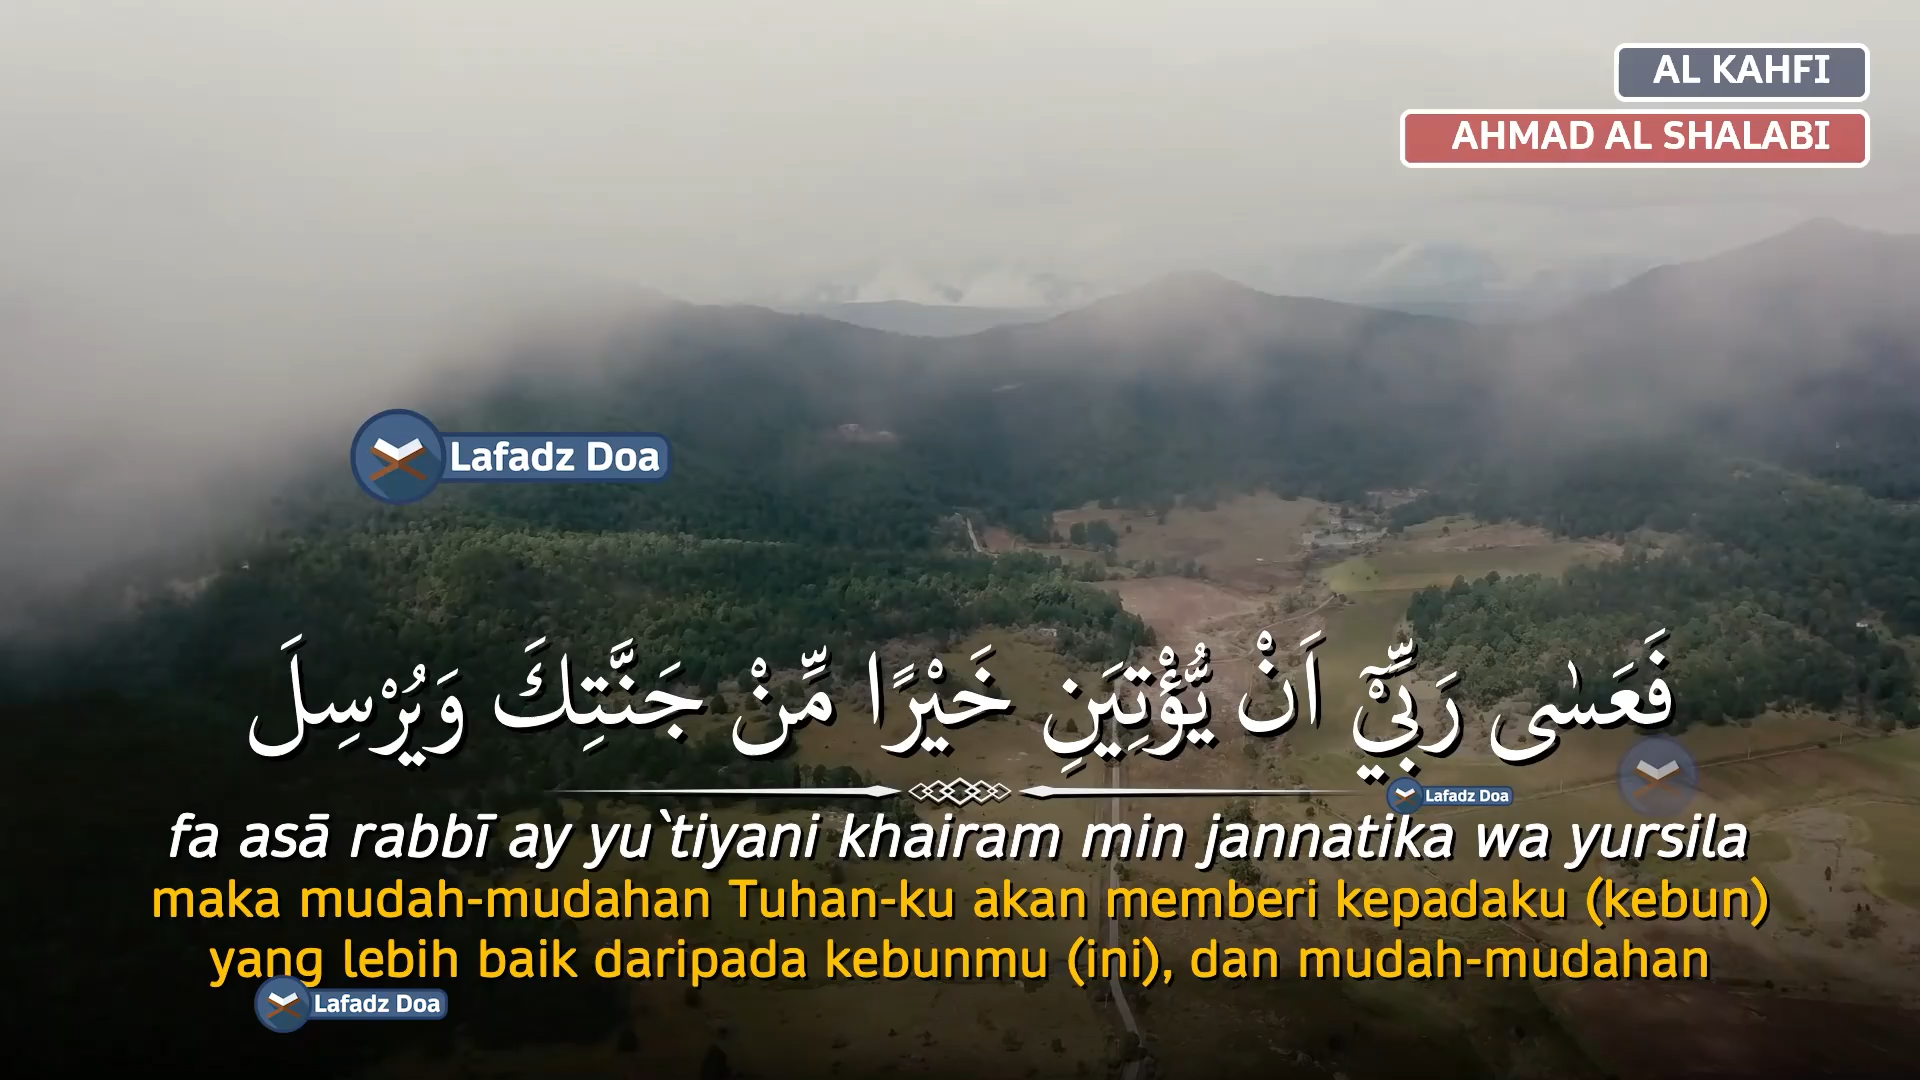 AL KAHFI
AHMAD AL SHALABI
Lafadz Doa
فَعَسٰى رَبِّيْٓ اَنْ يُّؤْتِيَنِ خَيْرًا مِّنْ جَنَّتِكَ وَيُرْسِلَ
Lafadz Doa
fa asā rabbī ay yu`tiyani khairam min jannatika wa yursila
maka mudah-mudahan Tuhan-ku akan memberi kepadaku (kebun)
yang lebih baik daripada kebunmu (ini), dan mudah-mudahan
Lafadz Doa